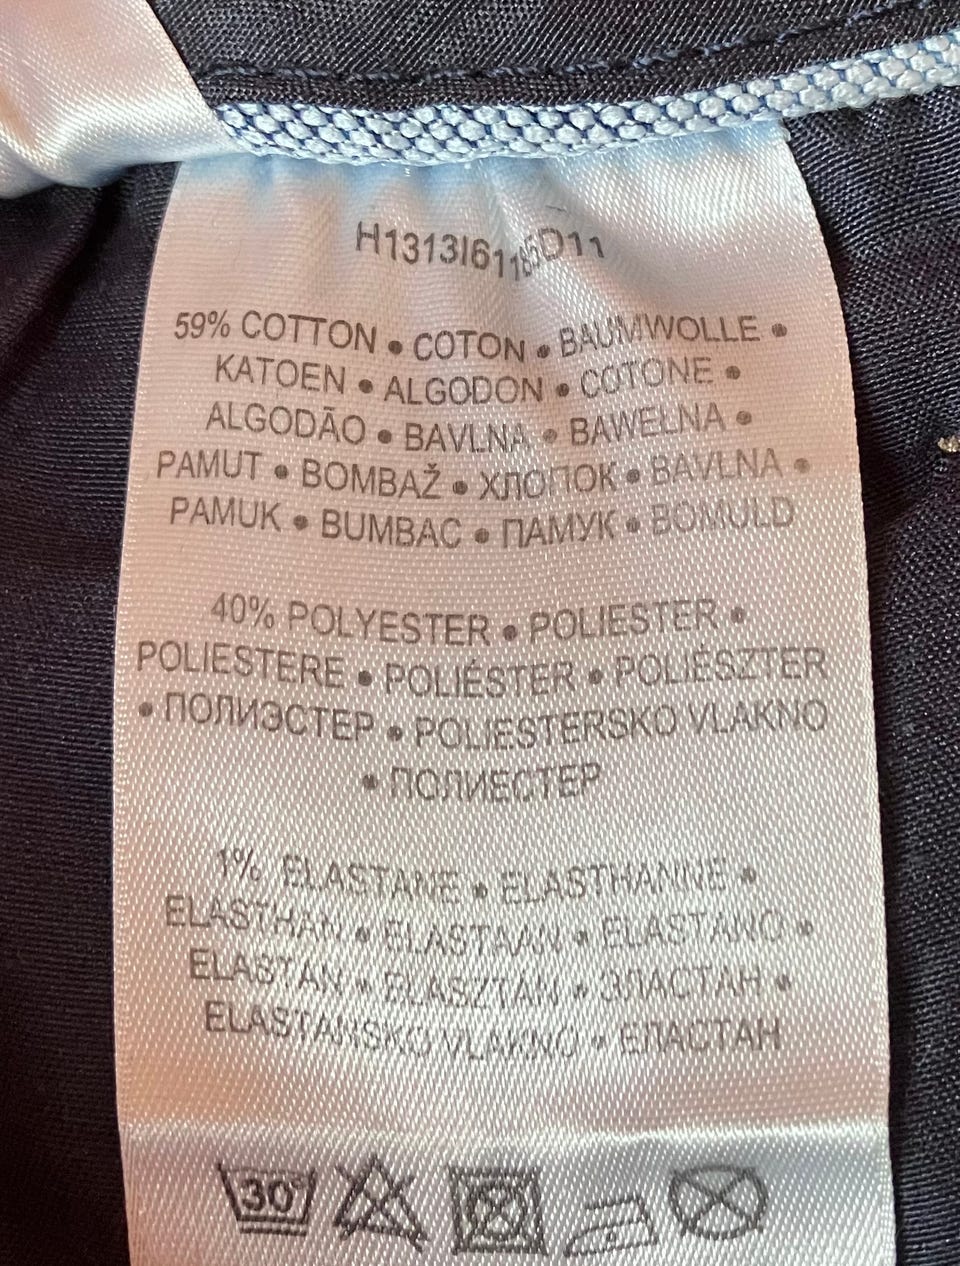 59% COTTON • COTON • BAUMWOLLE •
KATOEN • ALGODON • COTONE •
ALGODÃO • BAVLNA • BAWEŁNA •
PAMUT • BOMBAŽ • ХЛОПОК • BAVLNA •
PAMUK • BUMBAC • ПАМУК • BOMULD
40% POLYESTER • POLIESTER •
POLIESTERE • POLIÉSTER • POLIÉSZTER
• ПОЛИЭСТЕР • POLIESTERSKO VLAKNO
• ПОЛИЕСТЕР
1% ELASTANE • ELASTHANNE •
ELASTHAN • ELASTAAN • ELASTANO •
ELASTAN • ELASZTÁN • ЭЛАСТАН •
ELASTANSKO VLAKNO • ЕЛАСТАН
30°